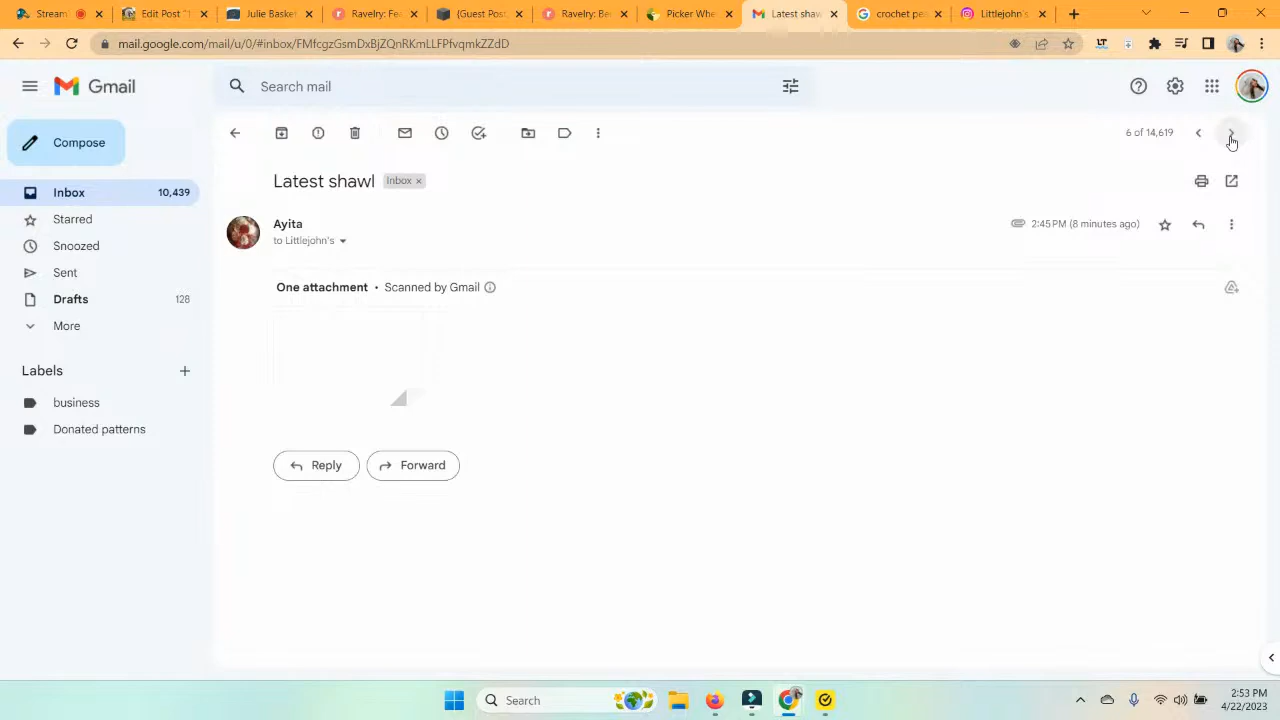 Stream
Edit Post "
Julie Basket
Ravelry: Fea
{Guest Post
Ravelry: Be
Picker Whe
Latest shaw
crochet pe
Littlejohn's
mail.google.com/mail/u/0/#inbox/FMfcgzGsmDxBjZQnRKmLLFPfvqmkZZdD
Gmail
Search mail
Compose
6 of 14,619
Latest shawl
Inbox ×
Inbox 10,439
Starred
Snoozed
Sent
Drafts 128
More
Labels
business
Donated patterns
Ayita
2:45 PM (8 minutes ago)
to Littlejohn's
One attachment • Scanned by Gmail
Reply
Forward
Search
2:53 PM
4/22/2023